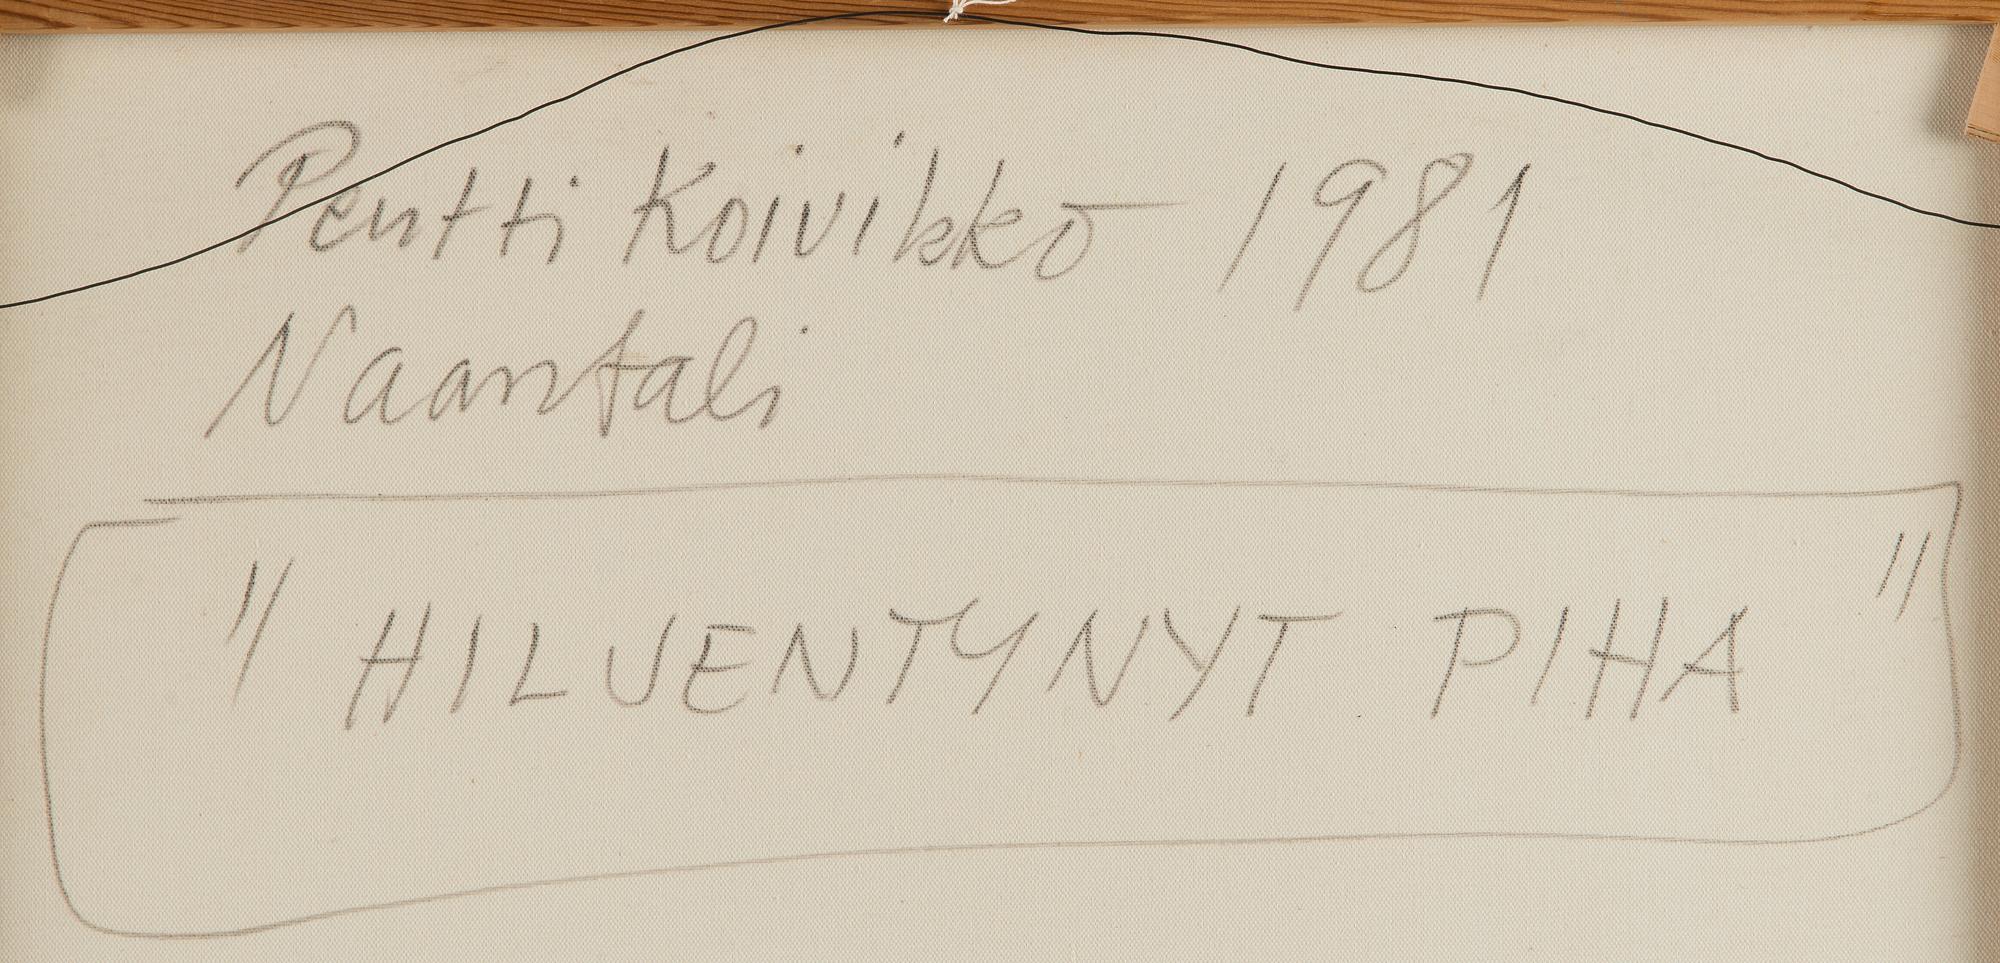 Pentti Koivikko 1981
Naantali
"HILJENTYNYT PIHA"